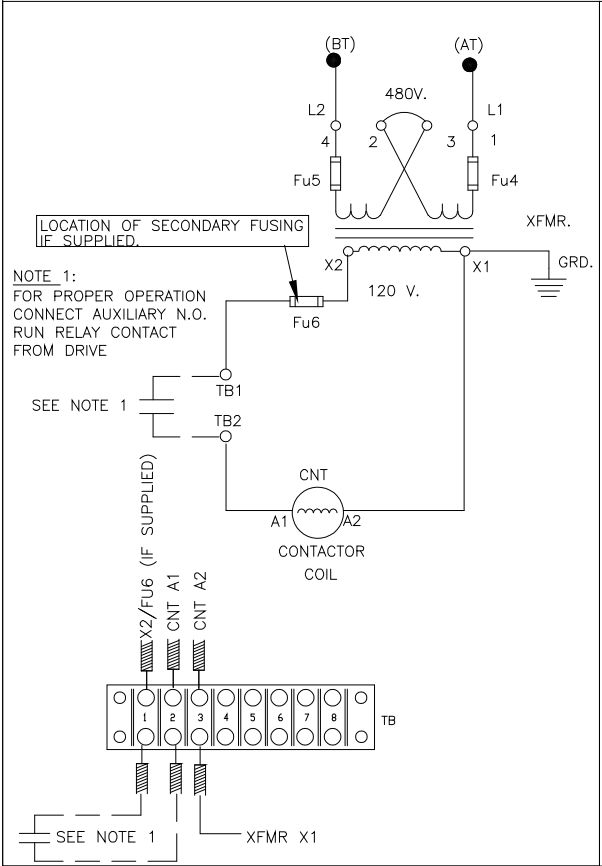 (BT)
(AT)
480V.
L2
L1
4
2
3
1
Fu5
Fu4
XFMR.
LOCATION OF SECONDARY FUSING
IF SUPPLIED.
X2
X1
GRD.
120 V.
NOTE 1:
FOR PROPER OPERATION
CONNECT AUXILIARY N.O.
RUN RELAY CONTACT
FROM DRIVE
Fu6
TB1
SEE NOTE 1
TB2
CNT
A1
A2
CONTACTOR
COIL
X2/FU6 (IF SUPPLIED)
CNT A1
CNT A2
1
2
3
4
5
6
7
8
TB
SEE NOTE 1
XFMR X1